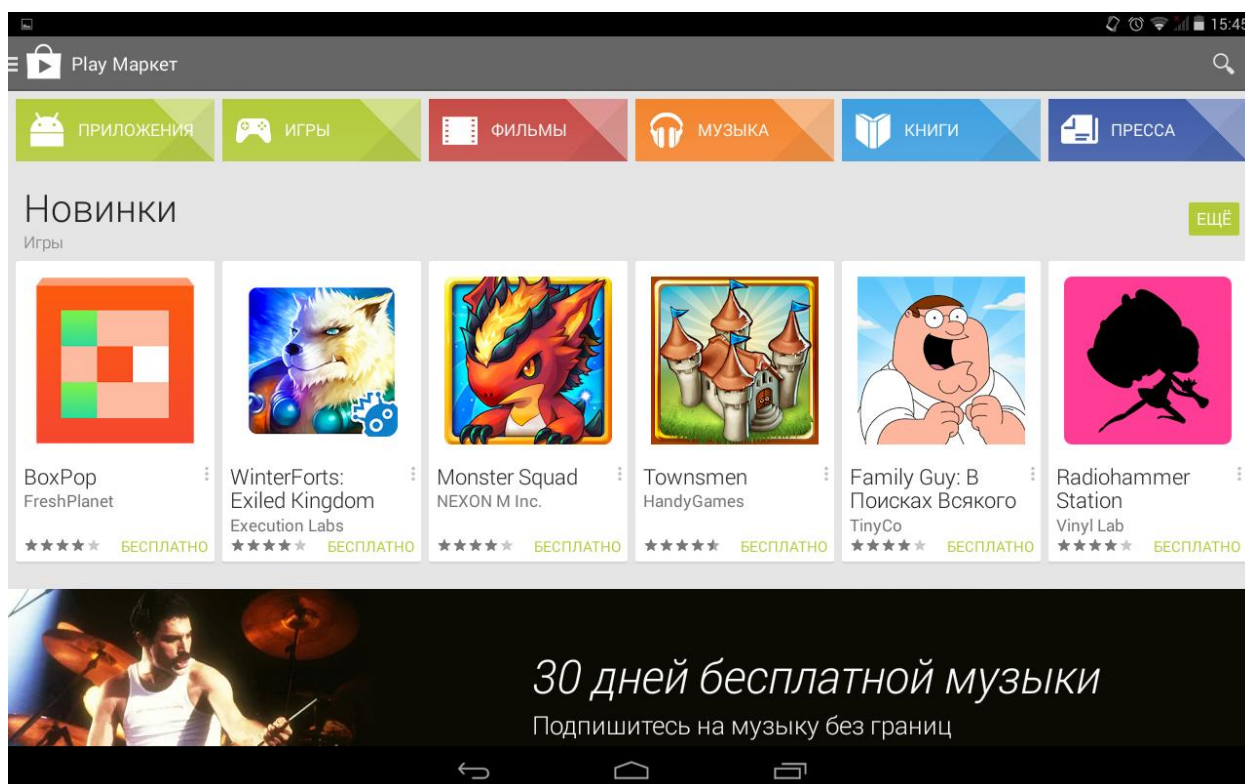 15:45
Play Маркет
ПРИЛОЖЕНИЯ ИГРЫ ФИЛЬМЫ МУЗЫКА КНИГИ ПРЕССА
Новинки
ЕЩЁ
Игры
BoxPop
FreshPlanet
БЕСПЛАТНО
WinterForts:
Exiled Kingdom
Execution Labs
БЕСПЛАТНО
Monster Squad
NEXON M Inc.
БЕСПЛАТНО
Townsmen
HandyGames
БЕСПЛАТНО
Family Guy: В
Поисках Всякого
TinyCo
БЕСПЛАТНО
Radiohammer
Station
Vinyl Lab
БЕСПЛАТНО
30 дней бесплатной музыки
Подпишитесь на музыку без границ